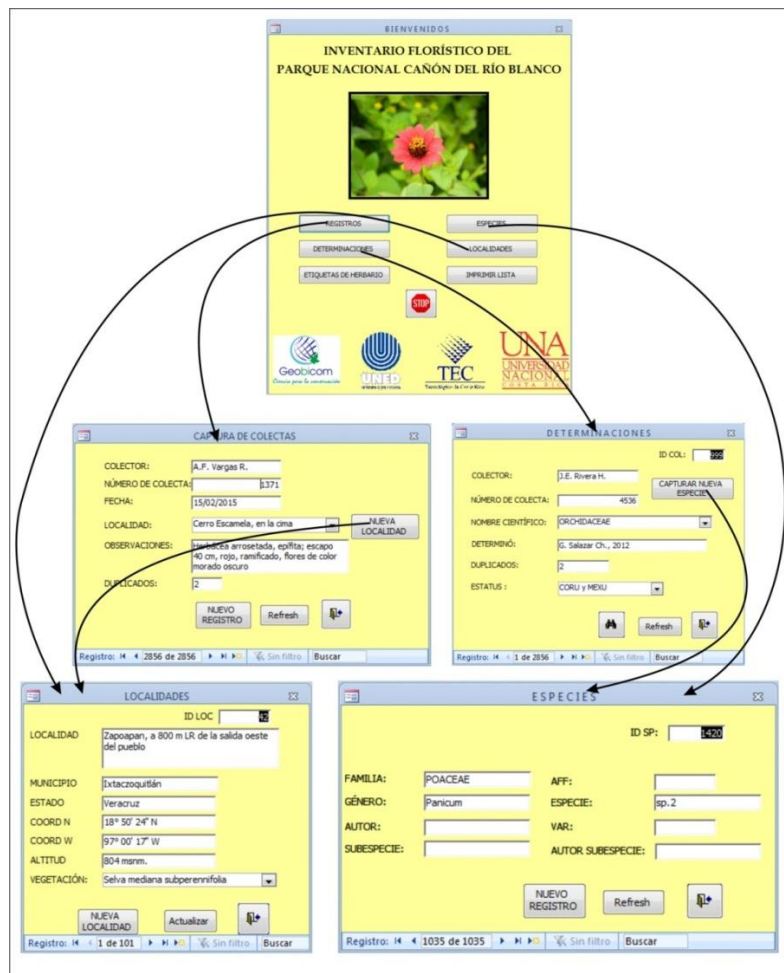 BIENVENIDOS
INVENTARIO FLORÍSTICO DEL
PARQUE NACIONAL CAÑÓN DEL RÍO BLANCO
REGISTROS
ESPECIES
DETERMINACIONES
LOCALIDADES
ETIQUETAS DE HERBARIO
IMPRIMIR LISTA
STOP
Geobicom
Ciencia para la conservación
UNED
TEC
Tecnológico de Costa Rica
UNA
UNIVERSIDAD
NACIONAL
COSTA RICA
CAPTURA DE COLECTAS
COLECTOR: A.F. Vargas R.
NÚMERO DE COLECTA: 1371
FECHA: 15/02/2015
LOCALIDAD: Cerro Escamela, en la cima
NUEVA
LOCALIDAD
OBSERVACIONES: Herbácea arrosetada, epífita; escapo
40 cm, rojo, ramificado, flores de color
morado oscuro
DUPLICADOS: 2
NUEVO
REGISTRO
Refresh
Registro: 2856 de 2856 Sin filtro Buscar
DETERMINACIONES
ID COL: 999
COLECTOR: J.E. Rivera H.
CAPTURAR NUEVA
ESPECIE
NÚMERO DE COLECTA: 4536
NOMBRE CIENTÍFICO: ORCHIDACEAE
DETERMINÓ: G. Salazar Ch., 2012
DUPLICADOS: 2
ESTATUS : CORU y MEXU
Refresh
Registro: 1 de 2856 Sin filtro Buscar
LOCALIDADES
ID LOC 42
LOCALIDAD Zapoapan, a 800 m LR de la salida oeste
del pueblo
MUNICIPIO Ixtaczoquitlán
ESTADO Veracruz
COORD N 18° 50' 24" N
COORD W 97° 00' 17" W
ALTITUD 804 msnm.
VEGETACIÓN: Selva mediana subperennifolia
NUEVA
LOCALIDAD
Actualizar
Registro: 1 de 101 Sin filtro Buscar
ESPECIES
ID SP: 1420
FAMILIA: POACEAE AFF:
GÉNERO: Panicum ESPECIE: sp.2
AUTOR: VAR:
SUBESPECIE: AUTOR SUBESPECIE:
NUEVO
REGISTRO
Refresh
Registro: 1035 de 1035 Sin filtro Buscar